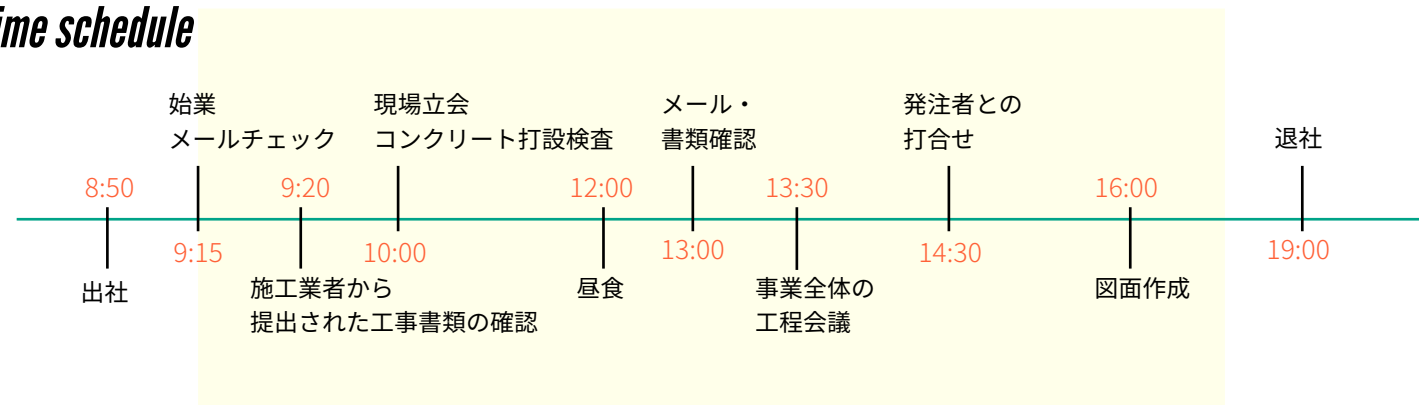 ime schedule
始業
メールチェック
現場立会
コンクリート打設検査
メール・
書類確認
発注者との
打合せ
退社
8:50
9:20
12:00
13:30
16:00
9:15
10:00
13:00
14:30
19:00
出社
施工業者から
提出された工事書類の確認
昼食
事業全体の
工程会議
図面作成